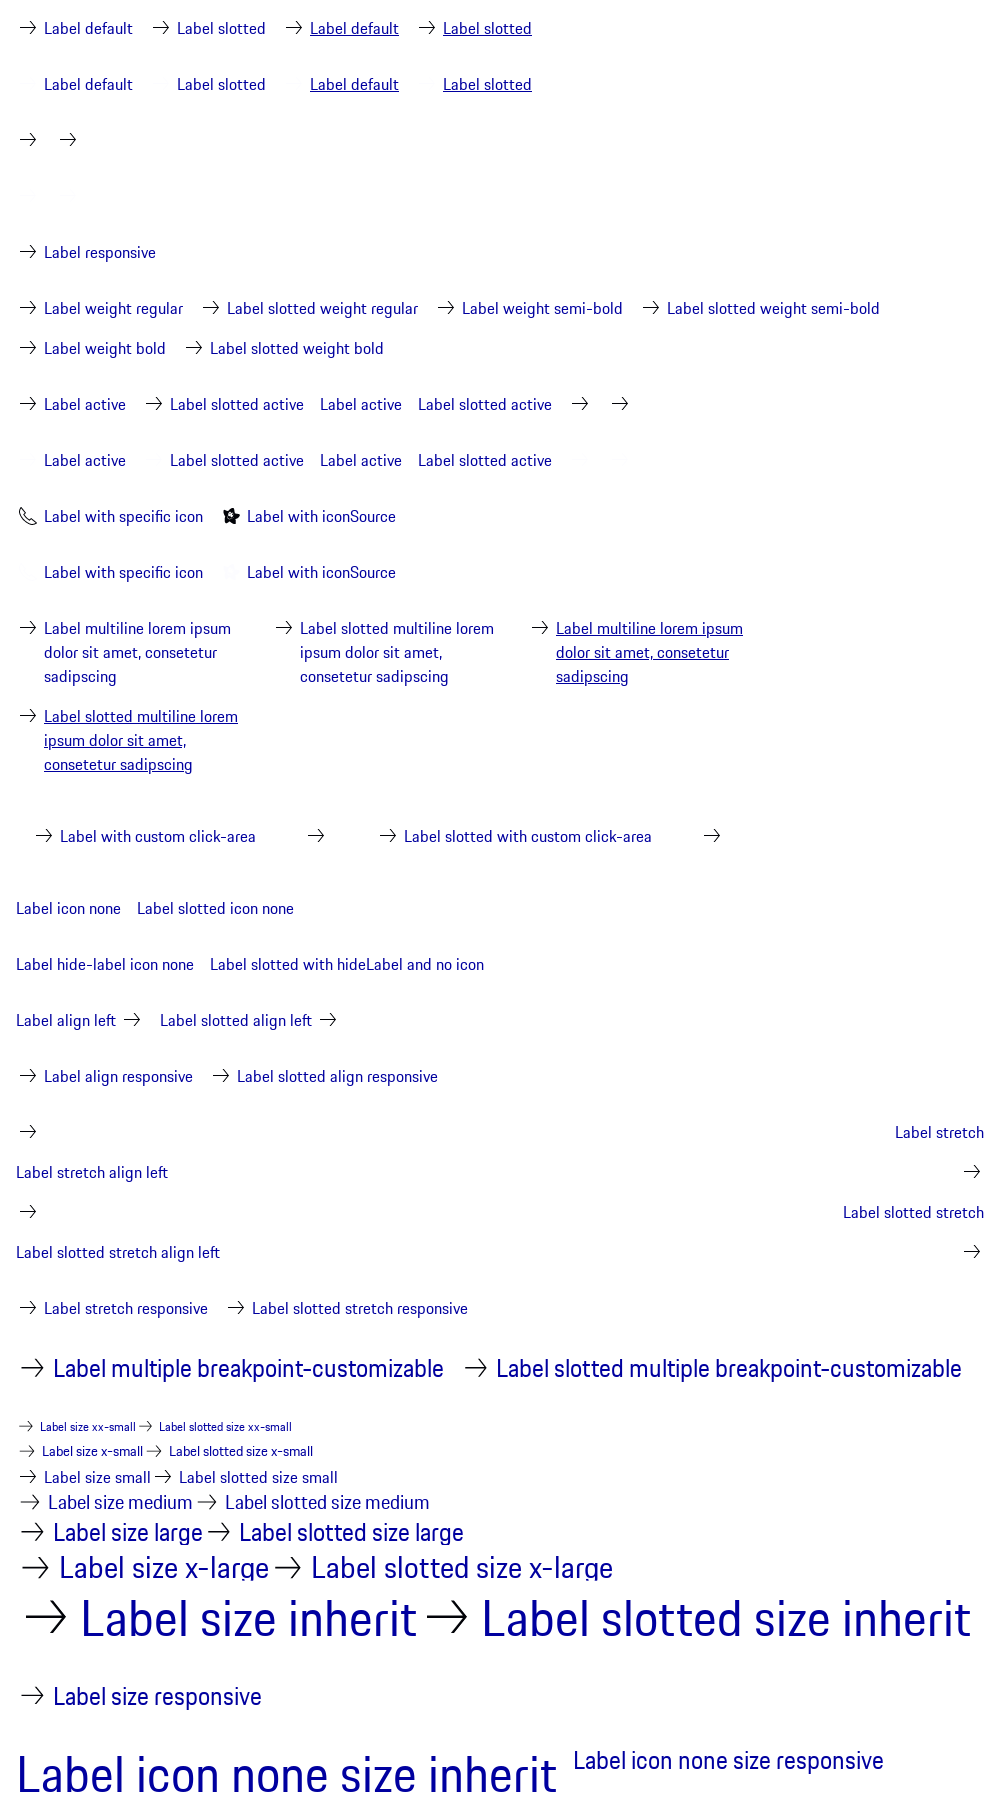 Label default Label slotted Label default Label slotted
Label default Label slotted Label default Label slotted
Label responsive
Label weight regular Label slotted weight regular Label weight semi-bold Label slotted weight semi-bold
Label weight bold Label slotted weight bold
Label active Label slotted active Label active Label slotted active
Label active Label slotted active Label active Label slotted active
Label with specific icon Label with iconSource
Label with specific icon Label with iconSource
Label multiline lorem ipsum
dolor sit amet, consetetur
sadipscing
Label slotted multiline lorem
ipsum dolor sit amet,
consetetur sadipscing
Label multiline lorem ipsum
dolor sit amet, consetetur
sadipscing
Label slotted multiline lorem
ipsum dolor sit amet,
consetetur sadipscing
Label with custom click-area Label slotted with custom click-area
Label icon none Label slotted icon none
Label hide-label icon none Label slotted with hideLabel and no icon
Label align left Label slotted align left
Label align responsive Label slotted align responsive
Label stretch
Label stretch align left
Label slotted stretch
Label slotted stretch align left
Label stretch responsive Label slotted stretch responsive
Label multiple breakpoint-customizable Label slotted multiple breakpoint-customizable
Label size xx-small Label slotted size xx-small
Label size x-small Label slotted size x-small
Label size small Label slotted size small
Label size medium Label slotted size medium
Label size large Label slotted size large
Label size x-large Label slotted size x-large
Label size inherit Label slotted size inherit
Label size responsive
Label icon none size inherit Label icon none size responsive